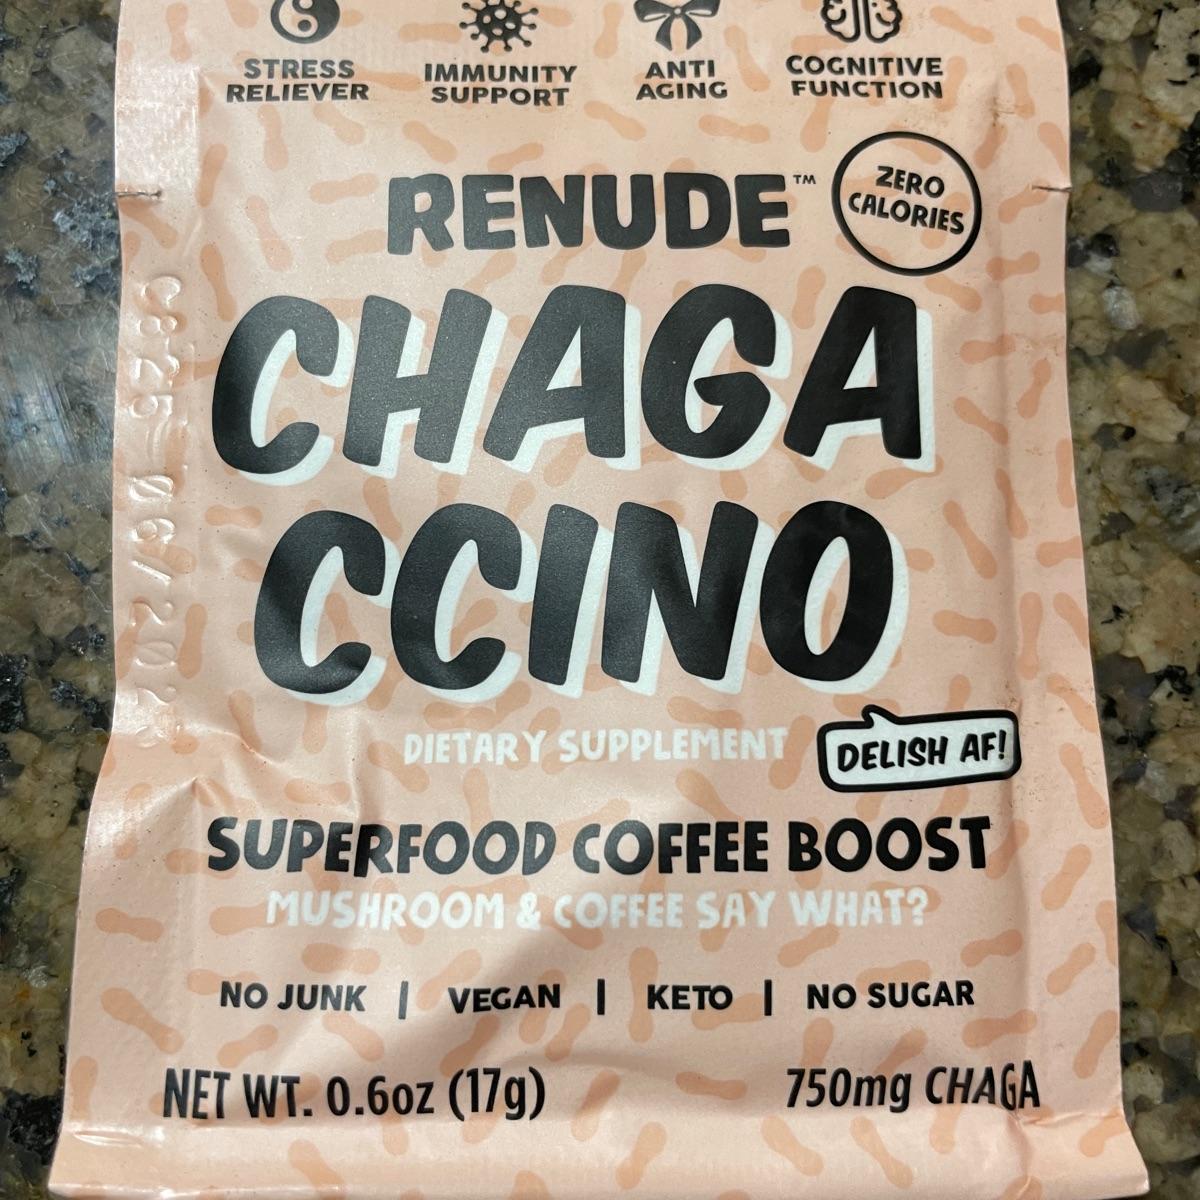 STRESS RELIEVER
IMMUNITY SUPPORT
ANTI AGING
COGNITIVE FUNCTION
RENUDE™
ZERO CALORIES
CHAGA
CCINO
DIETARY SUPPLEMENT
DELISH AF!
SUPERFOOD COFFEE BOOST
MUSHROOM & COFFEE SAY WHAT?
NO JUNK | VEGAN | KETO | NO SUGAR
NET WT. 0.6oz (17g)
750mg CHAGA